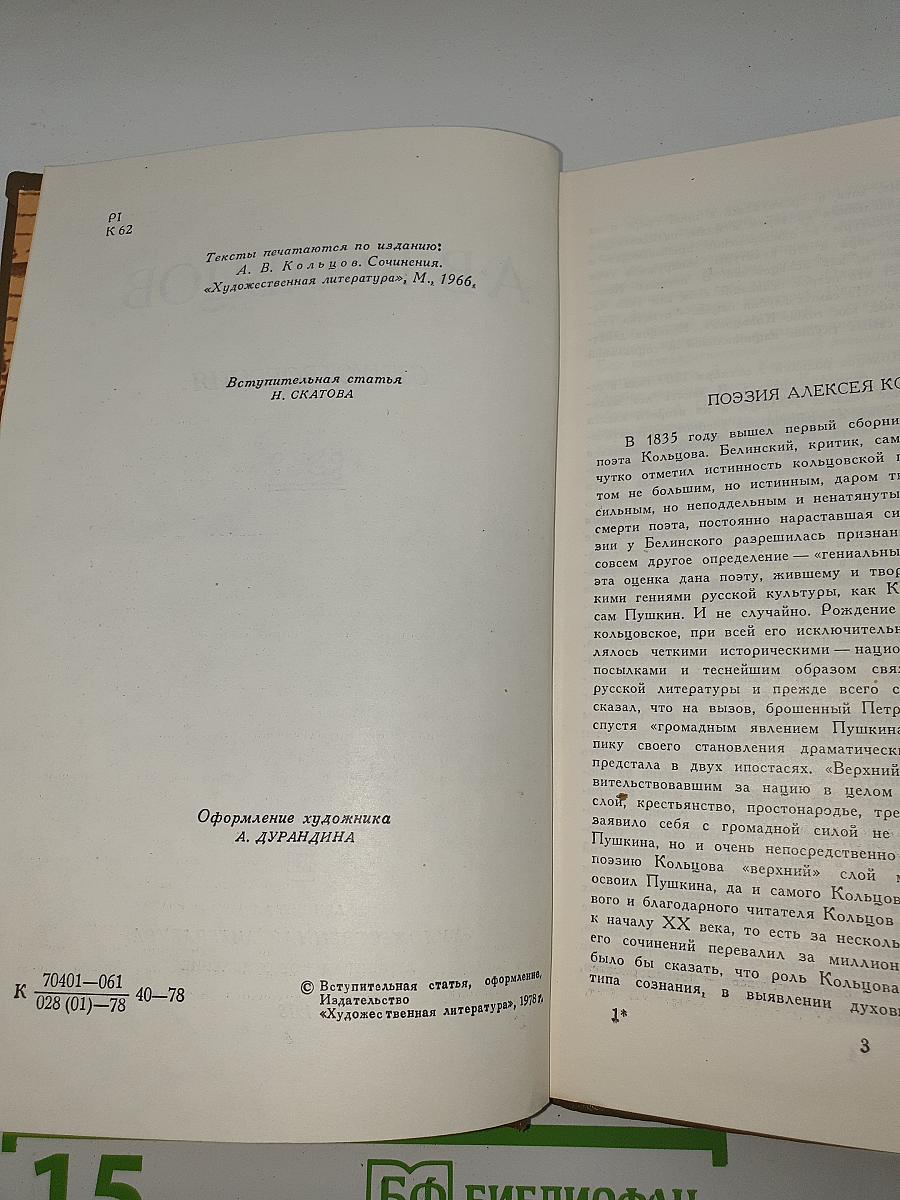 РІ
К 62
Тексты печатаются по изданию:
А. В. Кольцов. Сочинения.
«Художественная литература», М., 1966.
Вступительная статья
Н. СКАТОВА
Оформление художника
А. ДУРАНДИНА
К 70401—061 40—78
028 (01)—78
© Вступительная статья, оформление,
Издательство
«Художественная литература», 1978 г.
ПОЭЗИЯ АЛЕКСЕЯ КО
В 1835 году вышел первый сборни
поэта Кольцова. Белинский, критик, сам
чутко отметил истинность кольцовской п
том не большим, но истинным, даром т
сильным, но неподдельным и ненатянуты
смерти поэта, постоянно нараставшая си
зии у Белинского разрешилась признан
совсем другое определение — «гениальны
эта оценка дана поэту, жившему и твор
кими гениями русской культуры, как К
сам Пушкин. И не случайно. Рождение
кольцовское, при всей его исключительн
лялось четкими историческими — нацио
посылками и теснейшим образом связ
русской литературы и прежде всего с
сказал, что на вызов, брошенный Петр
спустя «громадным явлением Пушкина
пику своего становления драматическ
предстала в двух ипостасях. «Верхний
вительствовавшим за нацию в целом
слой, крестьянство, простонародье, тре
заявило себя с громадной силой не
Пушкина, но и очень непосредственно
поэзию Кольцова «верхний» слой м
освоил Пушкина, да и самого Кольцов
вого и благодарного читателя Кольцов
к началу XX века, то есть за несколь
его сочинений перевалил за миллион
было бы сказать, что роль Кольцова
типа сознания, в выявлении духовн
1*
3
15
БФ БИБЛИОФАН